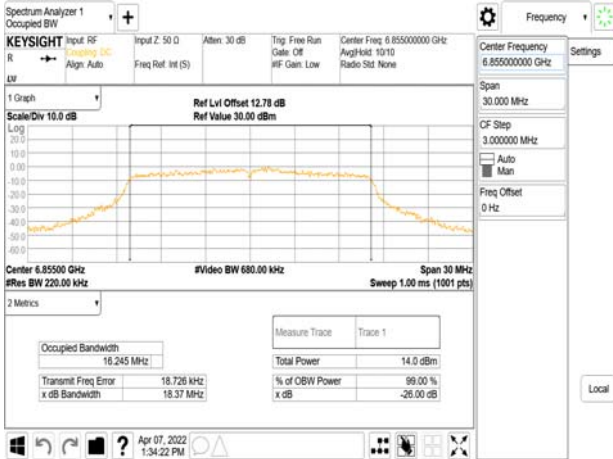 Spectrum Analyzer 1
Occupied BW
KEYSIGHT
R
Input: RF
Coupling: DC
Align: Auto
Input Z: 50 Ω
Freq Ref: Int (S)
Atten: 30 dB
Trig: Free Run
Gate: Off
#IF Gain: Low
Center Freq: 6.855000000 GHz
Avg|Hold: 10/10
Radio Std: None
1 Graph
Scale/Div 10.0 dB
Ref Lvl Offset 12.78 dB
Ref Value 30.00 dBm
Log
20.0
10.0
0.00
-10.0
-20.0
-30.0
-40.0
-50.0
-60.0
Center 6.85500 GHz
#Res BW 220.00 kHz
#Video BW 680.00 kHz
Span 30 MHz
Sweep 1.00 ms (1001 pts)
2 Metrics
Measure Trace Trace 1
Occupied Bandwidth
16.245 MHz
Total Power 14.0 dBm
Transmit Freq Error 18.726 kHz
% of OBW Power 99.00 %
x dB Bandwidth 18.37 MHz
x dB -26.00 dB
Apr 07, 2022
1:34:22 PM
Frequency
Center Frequency
6.855000000 GHz
Settings
Span
30.000 MHz
CF Step
3.000000 MHz
Auto
Man
Freq Offset
0 Hz
Local